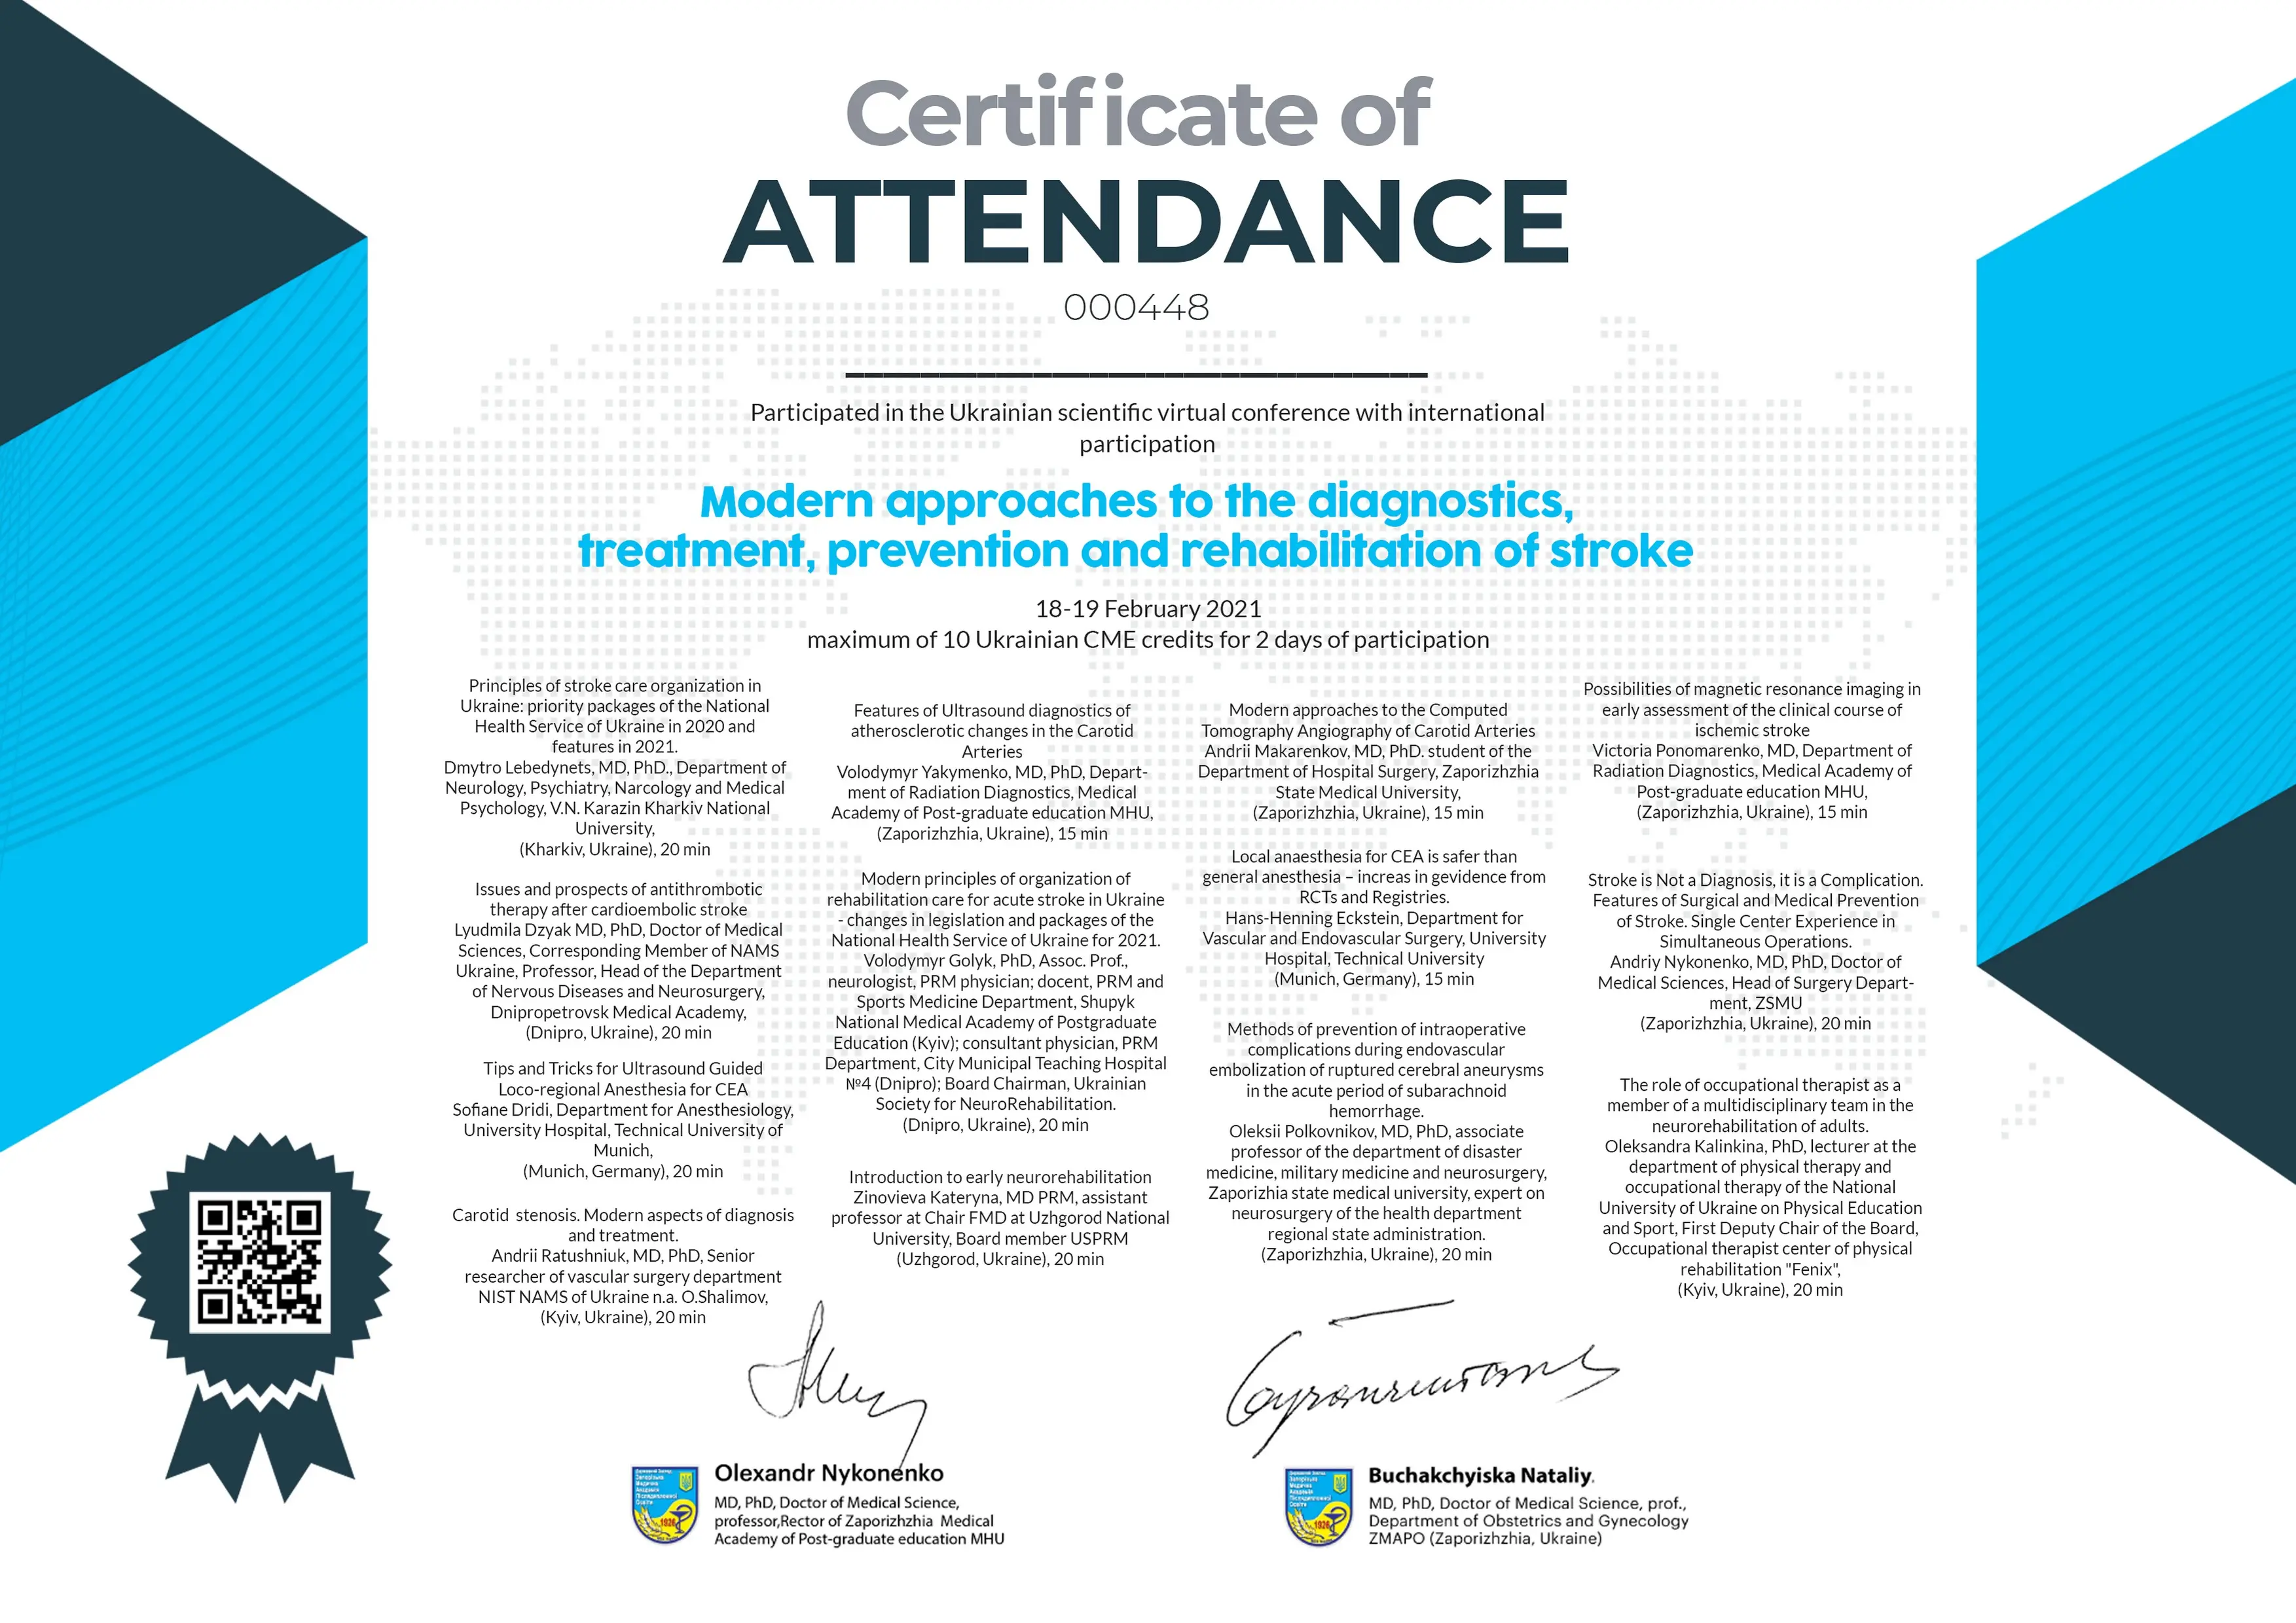 Certificate of
ATTENDANCE
000448
Participated in the Ukrainian scientific virtual conference with international
participation
Modern approaches to the diagnostics,
treatment, prevention and rehabilitation of stroke
18-19 February 2021
maximum of 10 Ukrainian CME credits for 2 days of participation
Principles of stroke care organization in
Ukraine: priority packages of the National
Health Service of Ukraine in 2020 and
features in 2021.
Dmytro Lebedynets, MD, PhD., Department of
Neurology, Psychiatry, Narcology and Medical
Psychology, V.N. Karazin Kharkiv National
University,
(Kharkiv, Ukraine), 20 min
Issues and prospects of antithrombotic
therapy after cardioembolic stroke
Lyudmila Dzyak MD, PhD, Doctor of Medical
Sciences, Corresponding Member of NAMS
Ukraine, Professor, Head of the Department
of Nervous Diseases and Neurosurgery,
Dnipropetrovsk Medical Academy,
(Dnipro, Ukraine), 20 min
Tips and Tricks for Ultrasound Guided
Loco-regional Anesthesia for CEA
Sofiane Dridi, Department for Anesthesiology,
University Hospital, Technical University of
Munich,
(Munich, Germany), 20 min
Carotid stenosis. Modern aspects of diagnosis
and treatment.
Andrii Ratushniuk, MD, PhD, Senior
researcher of vascular surgery department
NIST NAMS of Ukraine n.a. O.Shalimov,
(Kyiv, Ukraine), 20 min
Features of Ultrasound diagnostics of
atherosclerotic changes in the Carotid
Arteries
Volodymyr Yakymenko, MD, PhD, Depart-
ment of Radiation Diagnostics, Medical
Academy of Post-graduate education MHU,
(Zaporizhzhia, Ukraine), 15 min
Modern principles of organization of
rehabilitation care for acute stroke in Ukraine
- changes in legislation and packages of the
National Health Service of Ukraine for 2021.
Volodymyr Golyk, PhD, Assoc. Prof.,
neurologist, PRM physician; docent, PRM and
Sports Medicine Department, Shupyk
National Medical Academy of Postgraduate
Education (Kyiv); consultant physician, PRM
Department, City Municipal Teaching Hospital
№4 (Dnipro); Board Chairman, Ukrainian
Society for NeuroRehabilitation.
(Dnipro, Ukraine), 20 min
Introduction to early neurorehabilitation
Zinovieva Kateryna, MD PRM, assistant
professor at Chair FMD at Uzhgorod National
University, Board member USPRM
(Uzhgorod, Ukraine), 20 min
Modern approaches to the Computed
Tomography Angiography of Carotid Arteries
Andrii Makarenkov, MD, PhD. student of the
Department of Hospital Surgery, Zaporizhzhia
State Medical University,
(Zaporizhzhia, Ukraine), 15 min
Local anaesthesia for CEA is safer than
general anesthesia – increas in gevidence from
RCTs and Registries.
Hans-Henning Eckstein, Department for
Vascular and Endovascular Surgery, University
Hospital, Technical University
(Munich, Germany), 15 min
Methods of prevention of intraoperative
complications during endovascular
embolization of ruptured cerebral aneurysms
in the acute period of subarachnoid
hemorrhage.
Oleksii Polkovnikov, MD, PhD, associate
professor of the department of disaster
medicine, military medicine and neurosurgery,
Zaporizhia state medical university, expert on
neurosurgery of the health department
regional state administration.
(Zaporizhzhia, Ukraine), 20 min
Possibilities of magnetic resonance imaging in
early assessment of the clinical course of
ischemic stroke
Victoria Ponomarenko, MD, Department of
Radiation Diagnostics, Medical Academy of
Post-graduate education MHU,
(Zaporizhzhia, Ukraine), 15 min
Stroke is Not a Diagnosis, it is a Complication.
Features of Surgical and Medical Prevention
of Stroke. Single Center Experience in
Simultaneous Operations.
Andriy Nykonenko, MD, PhD, Doctor of
Medical Sciences, Head of Surgery Depart-
ment, ZSMU
(Zaporizhzhia, Ukraine), 20 min
The role of occupational therapist as a
member of a multidisciplinary team in the
neurorehabilitation of adults.
Oleksandra Kalinkina, PhD, lecturer at the
department of physical therapy and
occupational therapy of the National
University of Ukraine on Physical Education
and Sport, First Deputy Chair of the Board,
Occupational therapist center of physical
rehabilitation "Fenix",
(Kyiv, Ukraine), 20 min
Olexandr Nykonenko
MD, PhD, Doctor of Medical Science,
professor,Rector of Zaporizhzhia Medical
Academy of Post-graduate education MHU
1926
Buchakchyiska Nataliy.
MD, PhD, Doctor of Medical Science, prof.,
Department of Obstetrics and Gynecology
ZMAPO (Zaporizhzhia, Ukraine)
1926